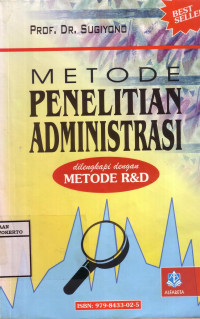 PROF. DR. SUGIYONO
BEST
SELLER
METODE
PENELITIAN
ADMINISTRASI
dilengkapi dengan
METODE R&D
ALFABETA
ISBN: 979-8433-02-5